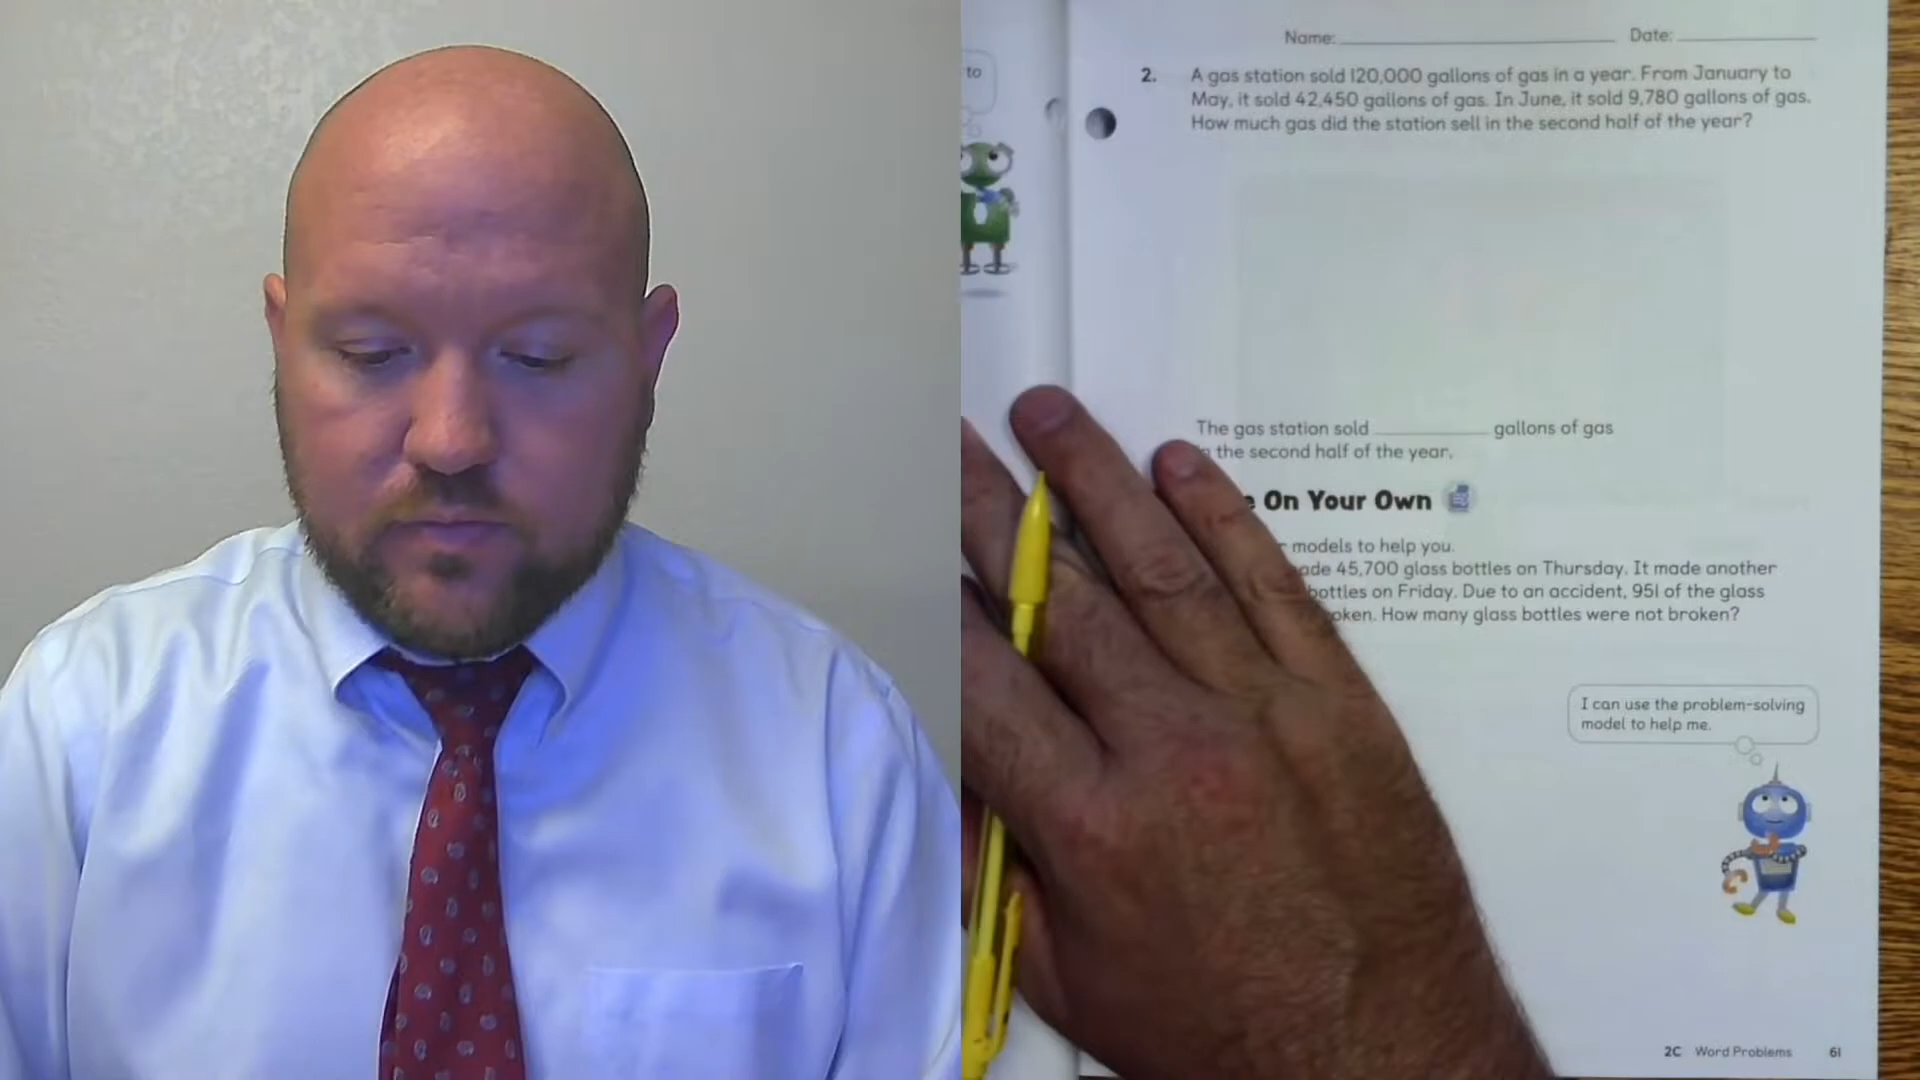 to
Name: Date:
2. A gas station sold 120,000 gallons of gas in a year. From January to
May, it sold 42,450 gallons of gas. In June, it sold 9,780 gallons of gas.
How much gas did the station sell in the second half of the year?
The gas station sold gallons of gas
the second half of the year.
On Your Own
models to help you.
45,700 glass bottles on Thursday. It made another
bottles on Friday. Due to an accident, 951 of the glass
How many glass bottles were not broken?
I can use the problem-solving
model to help me.
2C Word Problems 61